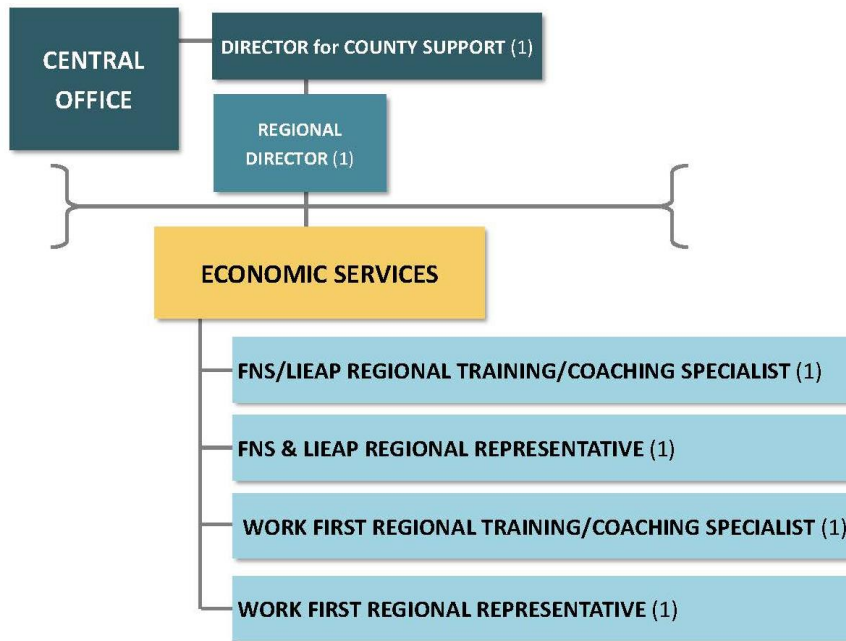 CENTRAL
OFFICE
DIRECTOR for COUNTY SUPPORT (1)
REGIONAL
DIRECTOR (1)
ECONOMIC SERVICES
FNS/LIEAP REGIONAL TRAINING/COACHING SPECIALIST (1)
FNS & LIEAP REGIONAL REPRESENTATIVE (1)
WORK FIRST REGIONAL TRAINING/COACHING SPECIALIST (1)
WORK FIRST REGIONAL REPRESENTATIVE (1)